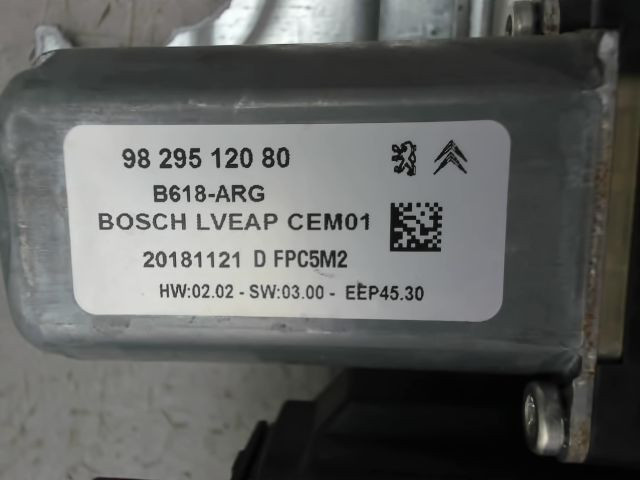 98 295 120 80
B618-ARG
BOSCH LVEAP CEM01
20181121 D FPC5M2
HW:02.02 - SW:03.00 - EEP45.30